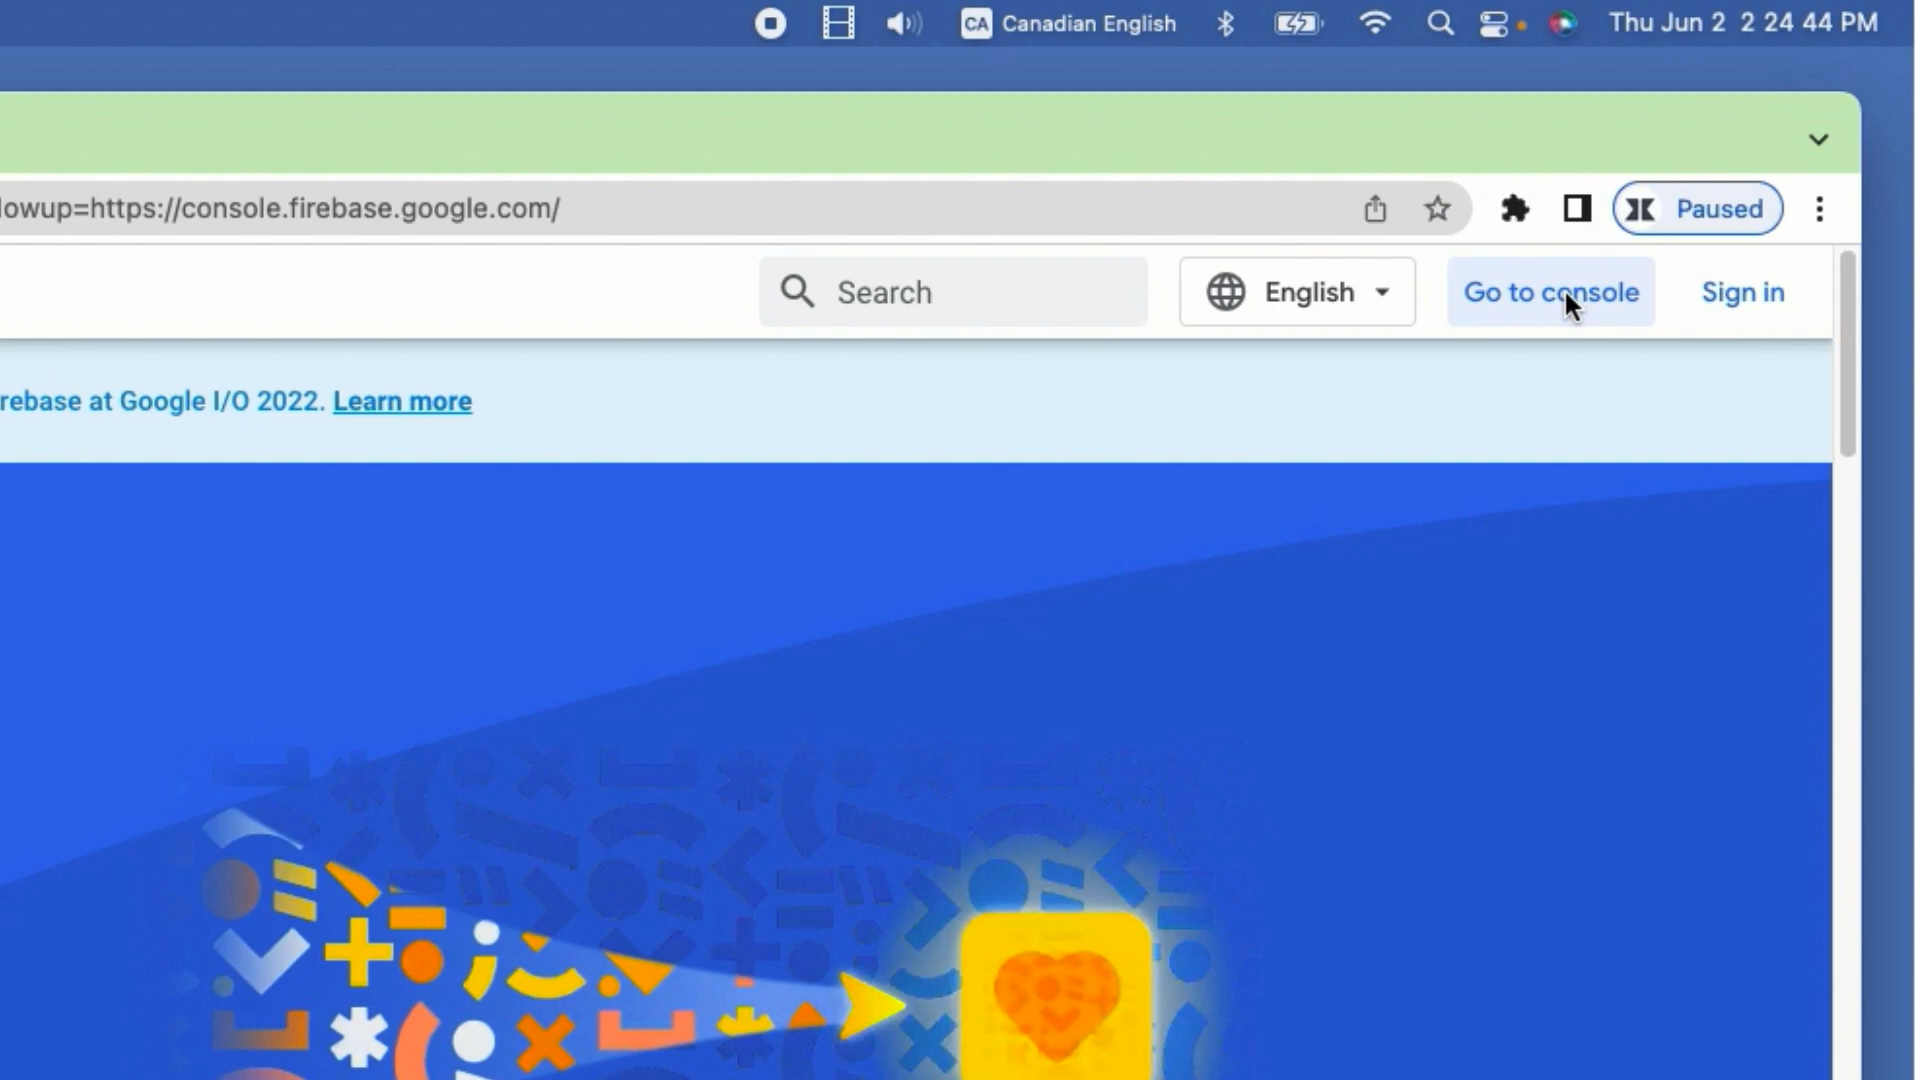 CA Canadian English Thu Jun 2 2 24 44 PM
lowup=https://console.firebase.google.com/ Paused
Search English Go to console Sign in
rebase at Google I/O 2022. Learn more